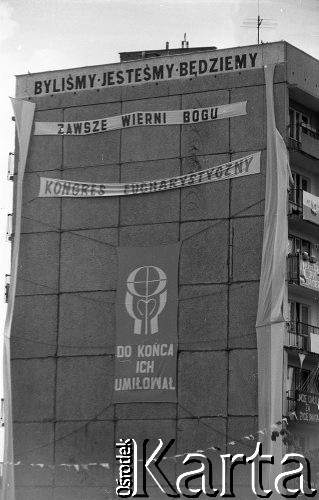 BYLIŚMY·JESTEŚMY·BĘDZIEMY
ZAWSZE WIERNI BOGU
KONGRES EUCHARYSTYCZNY
DO KOŃCA
ICH
UMIŁOWAŁ
Ośrodek
Karta